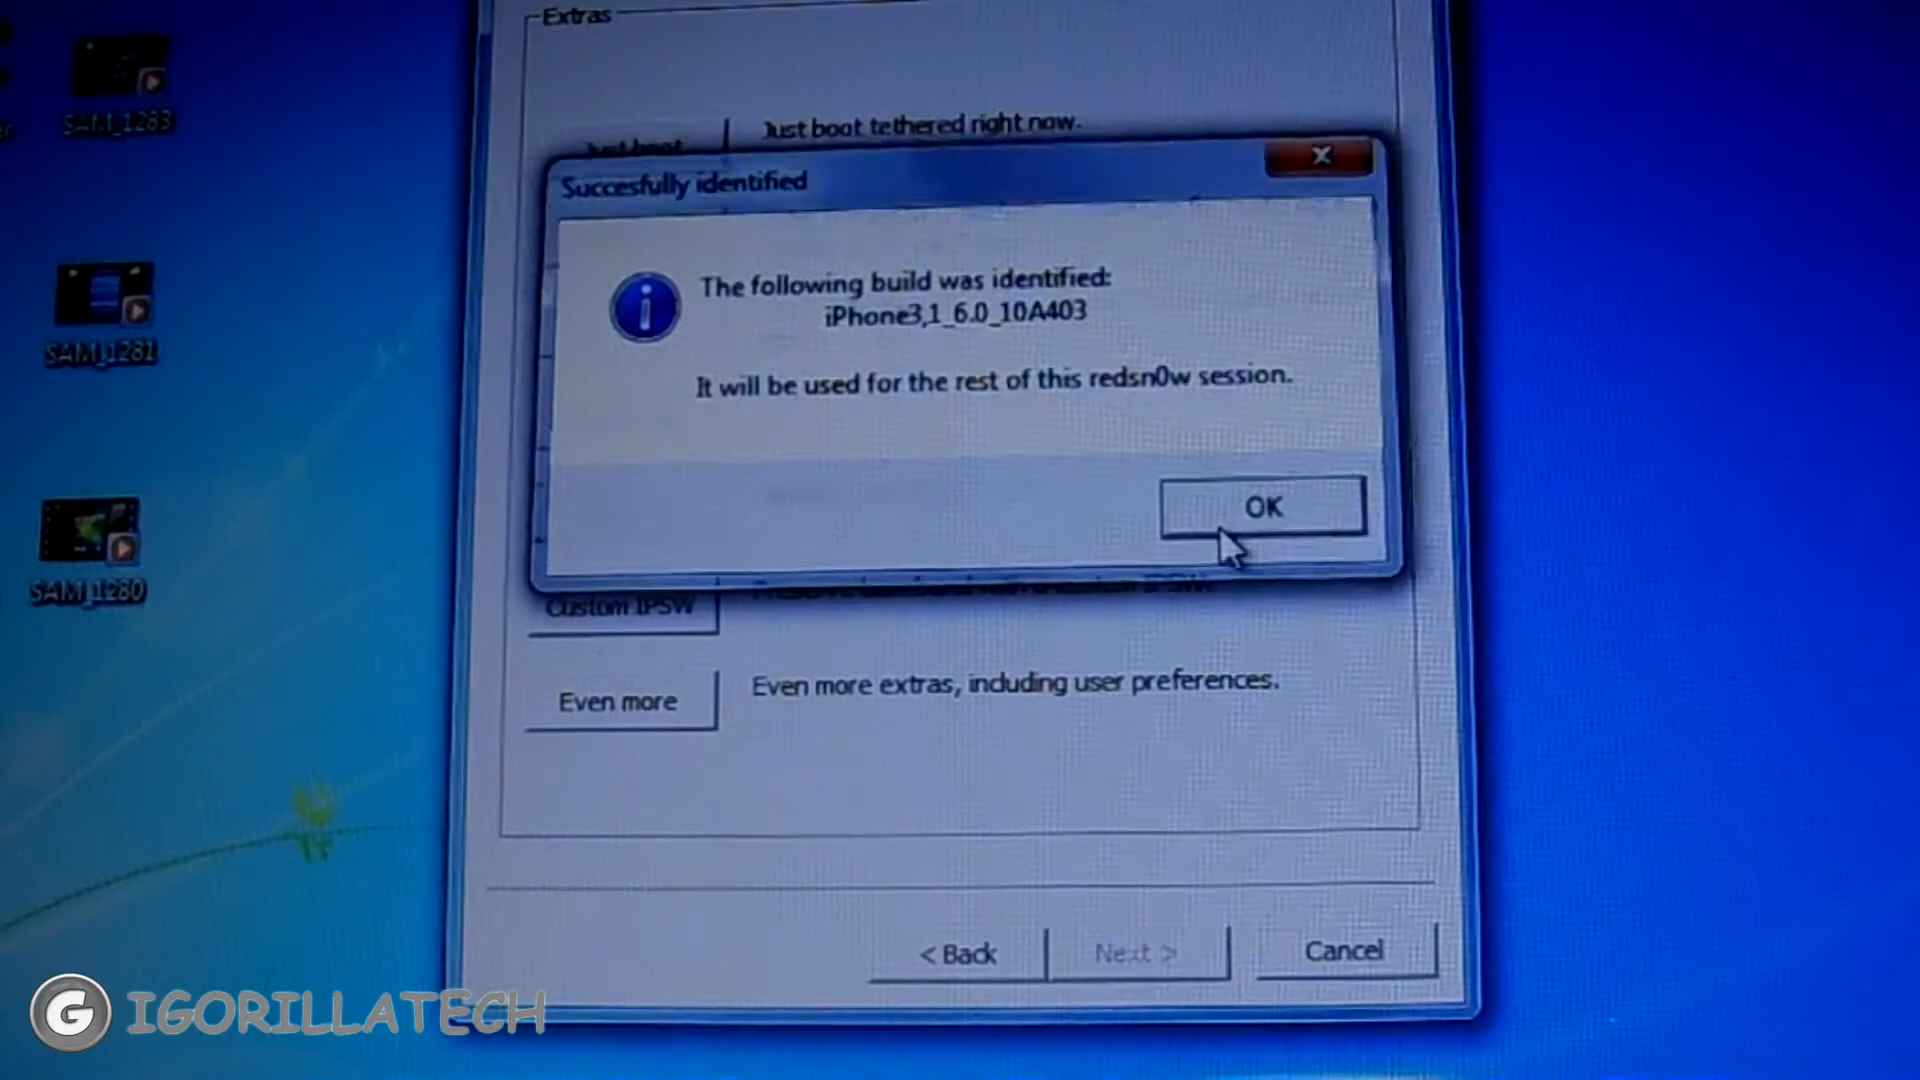 Extras
SAM_1283
Just boot
Just boot tethered right now.
Succesfully identified
The following build was identified:
iPhone3,1_6.0_10A403
It will be used for the rest of this redsn0w session.
SAM_1281
OK
SAM_1280
Custom IPSW
Even more
Even more extras, including user preferences.
< Back
Next >
Cancel
G IGORILLATECH